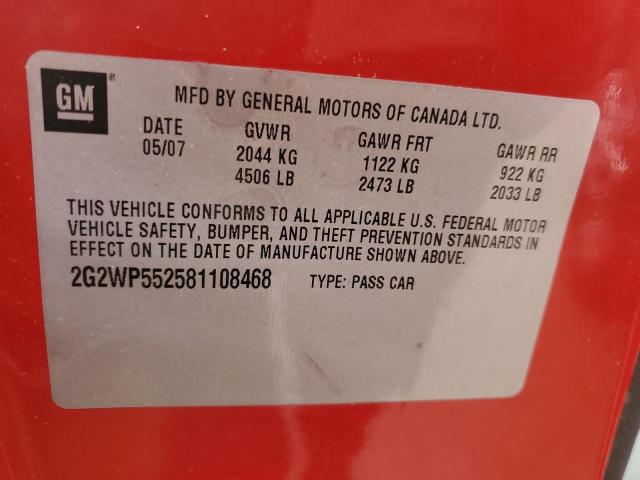 GM®
MFD BY GENERAL MOTORS OF CANADA LTD.
DATE GVWR GAWR FRT GAWR RR
05/07 2044 KG 1122 KG 922 KG
4506 LB 2473 LB 2033 LB
THIS VEHICLE CONFORMS TO ALL APPLICABLE U.S. FEDERAL MOTOR
VEHICLE SAFETY, BUMPER, AND THEFT PREVENTION STANDARDS IN
EFFECT ON THE DATE OF MANUFACTURE SHOWN ABOVE.
2G2WP552581108468 TYPE: PASS CAR